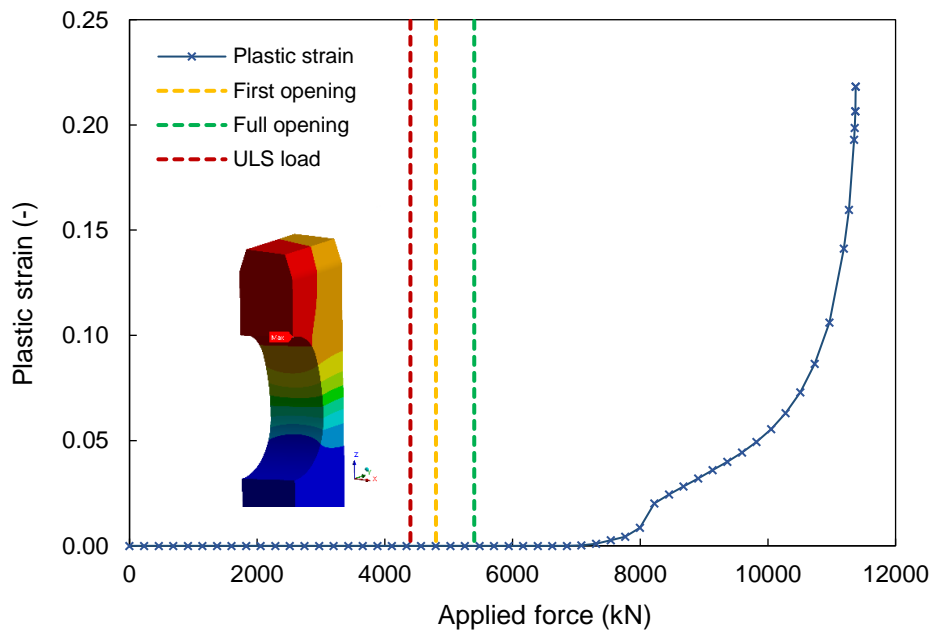 0.25
0.20
0.15
0.10
0.05
0.00
Plastic strain (-)
Plastic strain
First opening
Full opening
ULS load
Max
Z
Y
X
0
2000
4000
6000
8000
10000
12000
Applied force (kN)